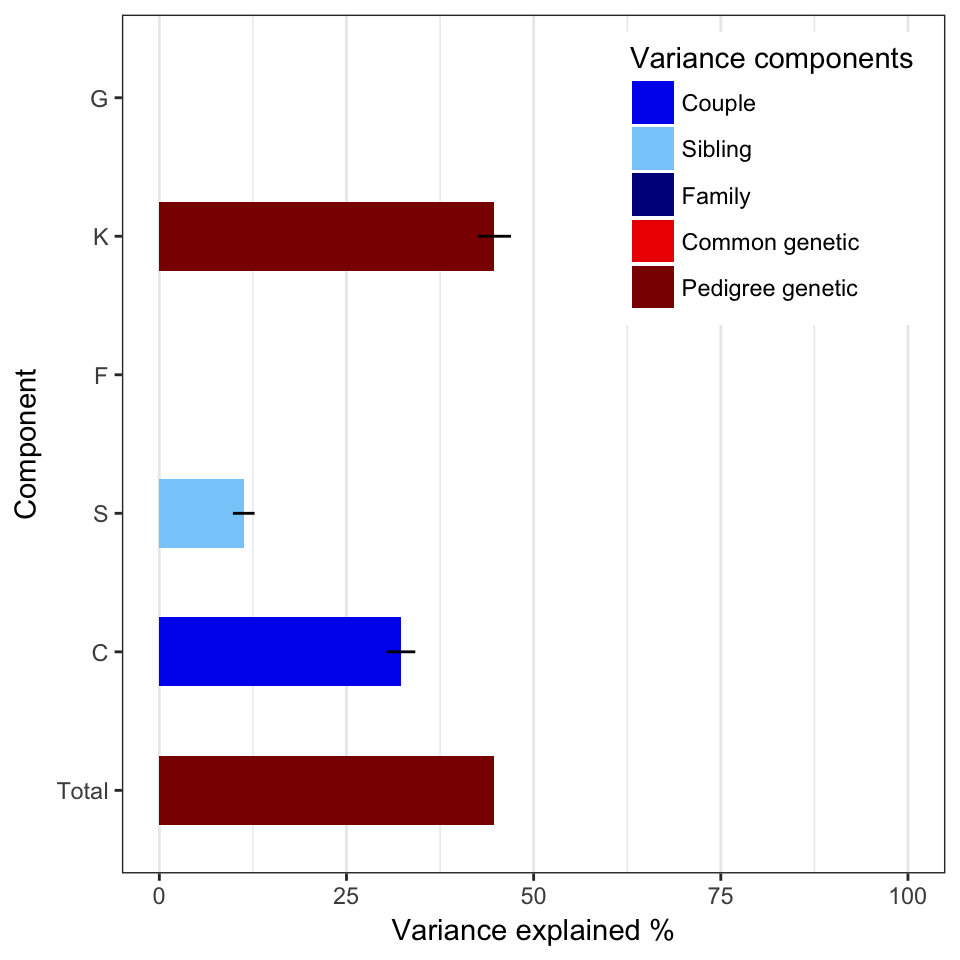 Variance components
Couple
Sibling
Family
Common genetic
Pedigree genetic
Component
G
K
F
S
C
Total
0 25 50 75 100
Variance explained %